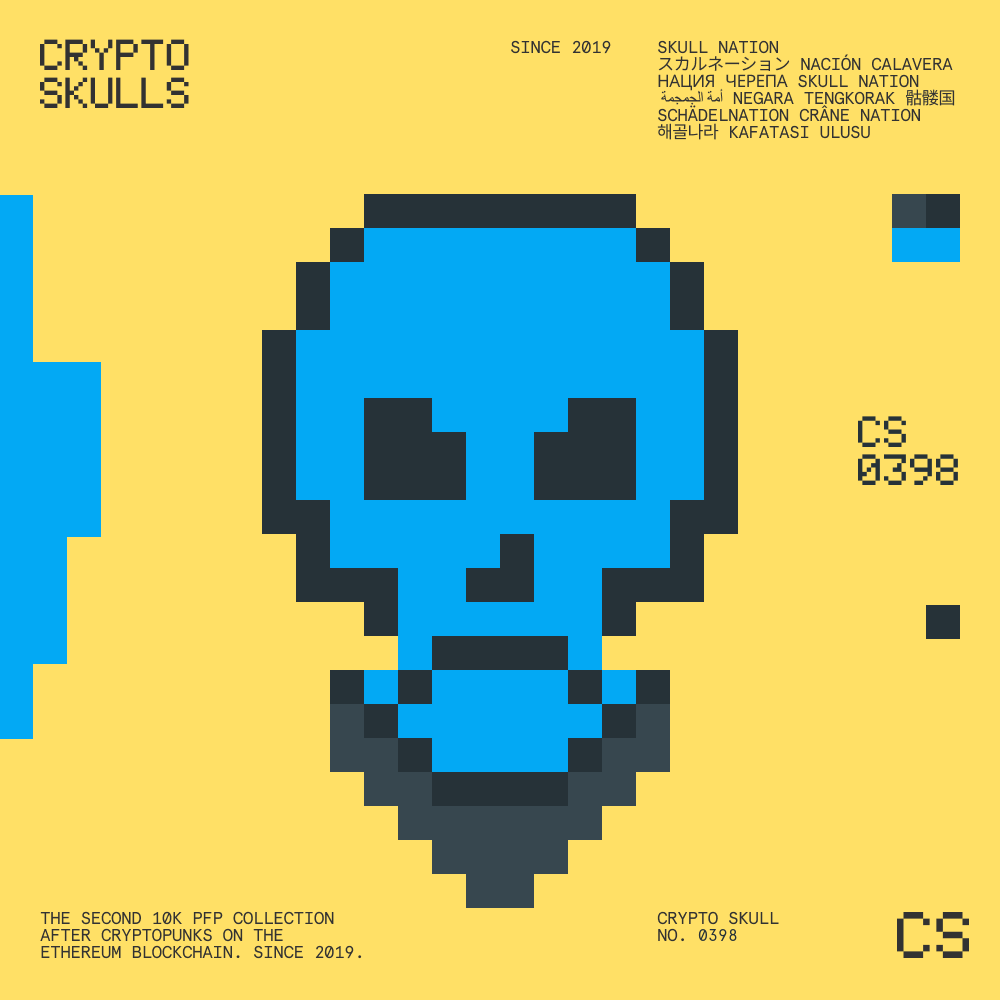 CRYPTO
SKULLS
SINCE 2019
SKULL NATION
スカルネーション NACIÓN CALAVERA
НАЦИЯ ЧЕРЕПА SKULL NATION
أمة الجمجمة NEGARA TENGKORAK 骷髅国
SCHÄDELNATION CRÂNE NATION
해골나라 KAFATASI ULUSU
CS
0398
THE SECOND 10K PFP COLLECTION
AFTER CRYPTOPUNKS ON THE
ETHEREUM BLOCKCHAIN. SINCE 2019.
CRYPTO SKULL
NO. 0398
CS